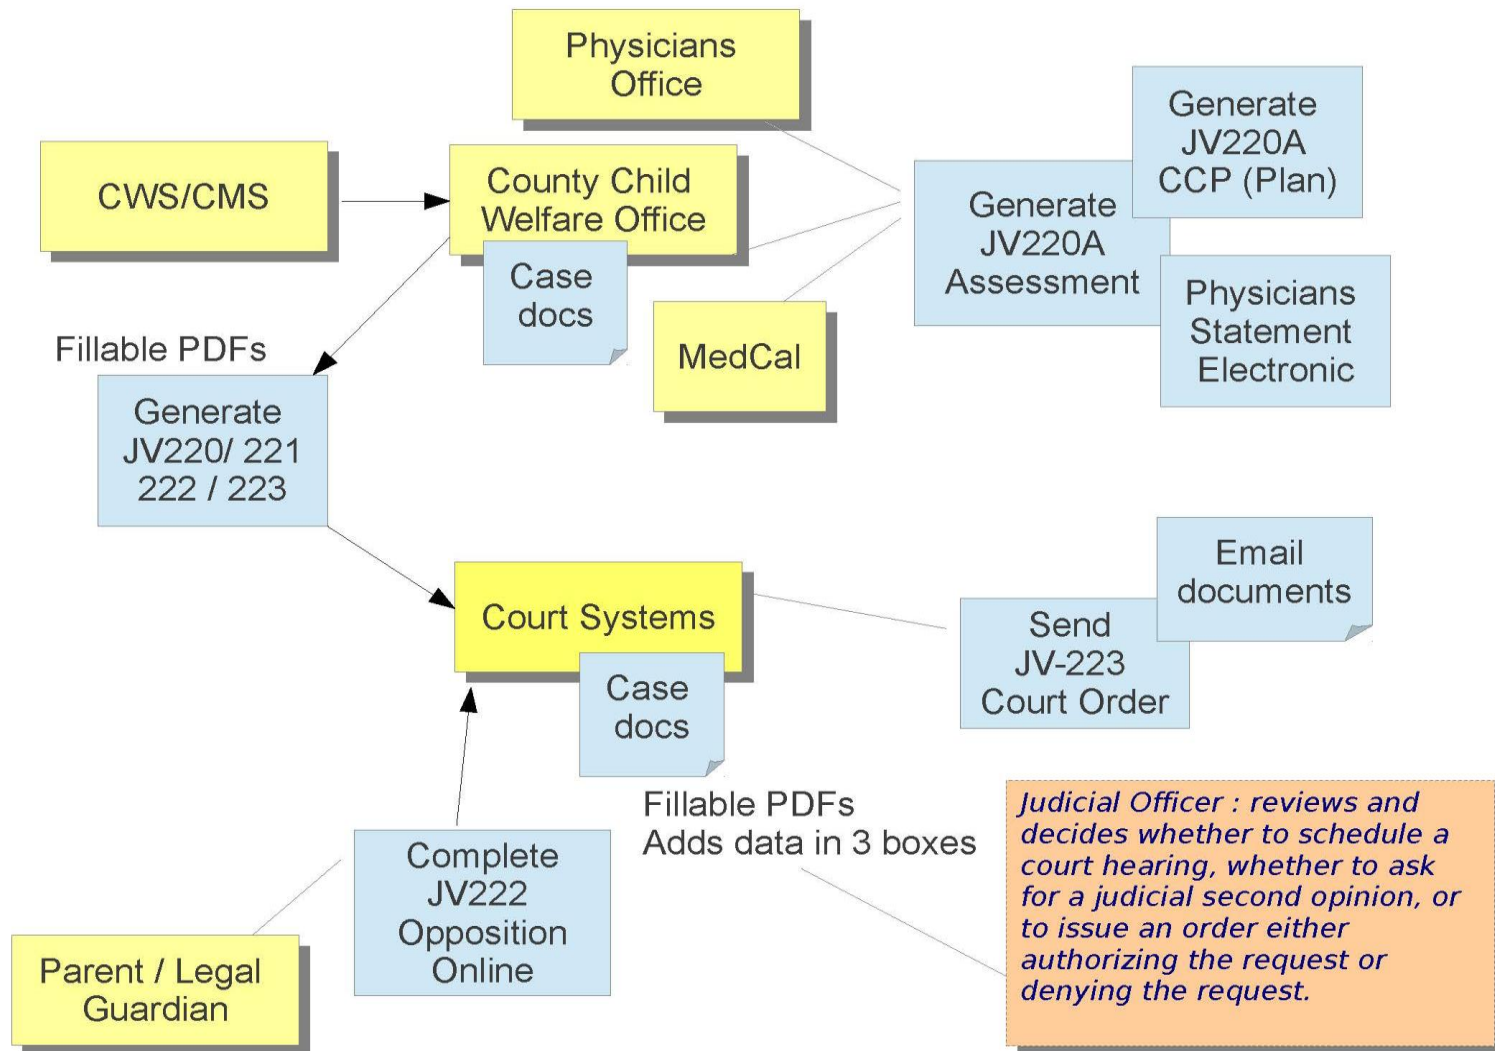 Physicians
Office
CWS/CMS
County Child
Welfare Office
Case
docs
MedCal
Generate
JV220A
Assessment
Generate
JV220A
CCP (Plan)
Physicians
Statement
Electronic
Fillable PDFs
Generate
JV220/ 221
222 / 223
Court Systems
Case
docs
Send
JV-223
Court Order
Email
documents
Fillable PDFs
Adds data in 3 boxes
Complete
JV222
Opposition
Online
Parent / Legal
Guardian
Judicial Officer : reviews and
decides whether to schedule a
court hearing, whether to ask
for a judicial second opinion, or
to issue an order either
authorizing the request or
denying the request.